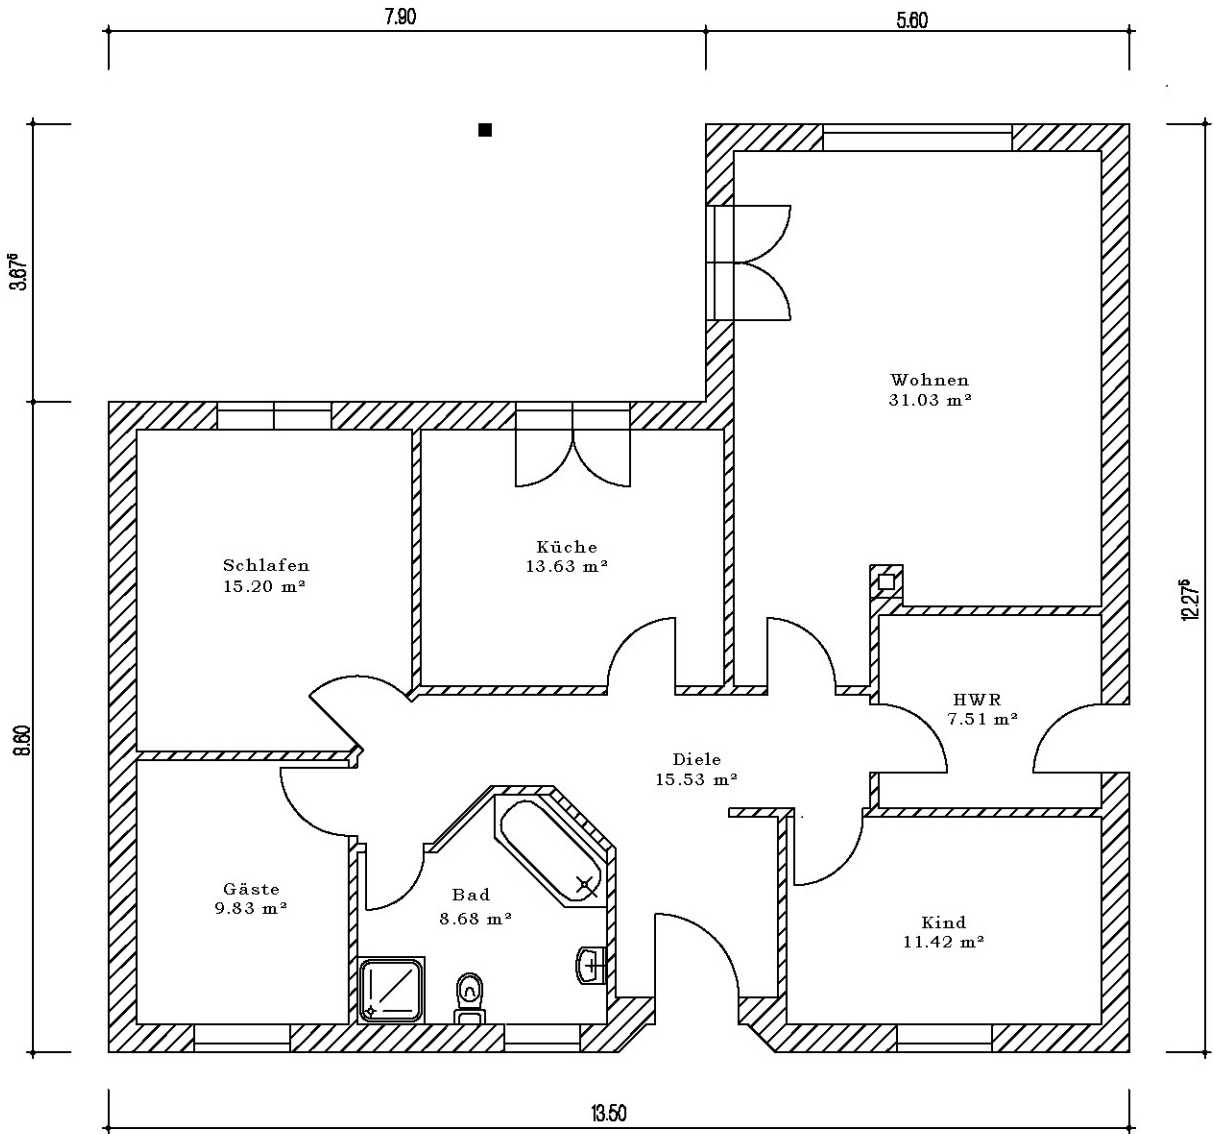 7.90
5.60
3.67⁵
Wohnen
31.03 m²
Küche
13.63 m²
Schlafen
15.20 m²
12.27⁵
HWR
7.51 m²
8.60
Diele
15.53 m²
Gäste
9.83 m²
Bad
8.68 m²
Kind
11.42 m²
13.50